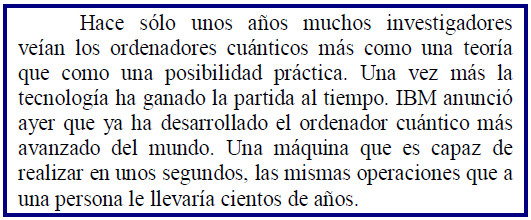 Hace sólo unos años muchos investigadores
veían los ordenadores cuánticos más como una teoría
que como una posibilidad práctica. Una vez más la
tecnología ha ganado la partida al tiempo. IBM anunció
ayer que ya ha desarrollado el ordenador cuántico más
avanzado del mundo. Una máquina que es capaz de
realizar en unos segundos, las mismas operaciones que a
una persona le llevaría cientos de años.